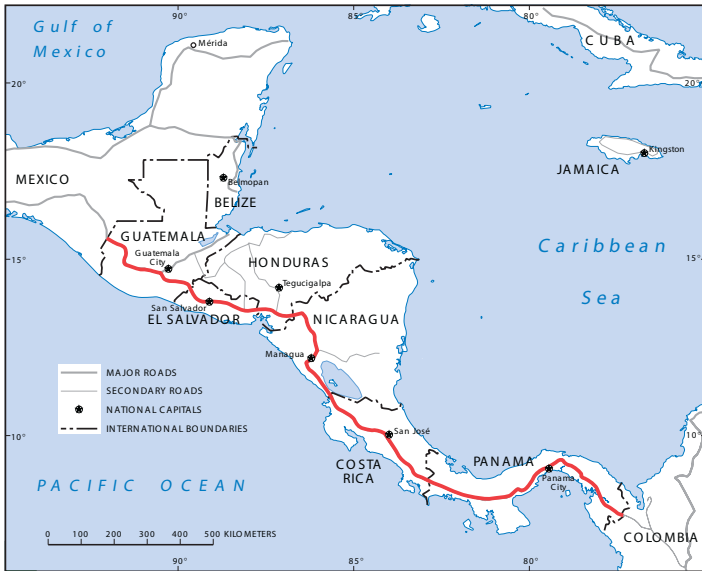 90°
85°
80°
Gulf of
Mexico
Mérida
CUBA
20°
20°
Kingston
JAMAICA
MEXICO
Belmopan
BELIZE
GUATEMALA
Guatemala
City
HONDURAS
Caribbean
Sea
15°
15°
Tegucigalpa
San Salvador
EL SALVADOR
NICARAGUA
Managua
MAJOR ROADS
SECONDARY ROADS
NATIONAL CAPITALS
INTERNATIONAL BOUNDARIES
10°
10°
San José
COSTA
RICA
PANAMA
Panama
City
PACIFIC OCEAN
COLOMBIA
0 100 200 300 400 500 KILOMETERS
90°
85°
80°